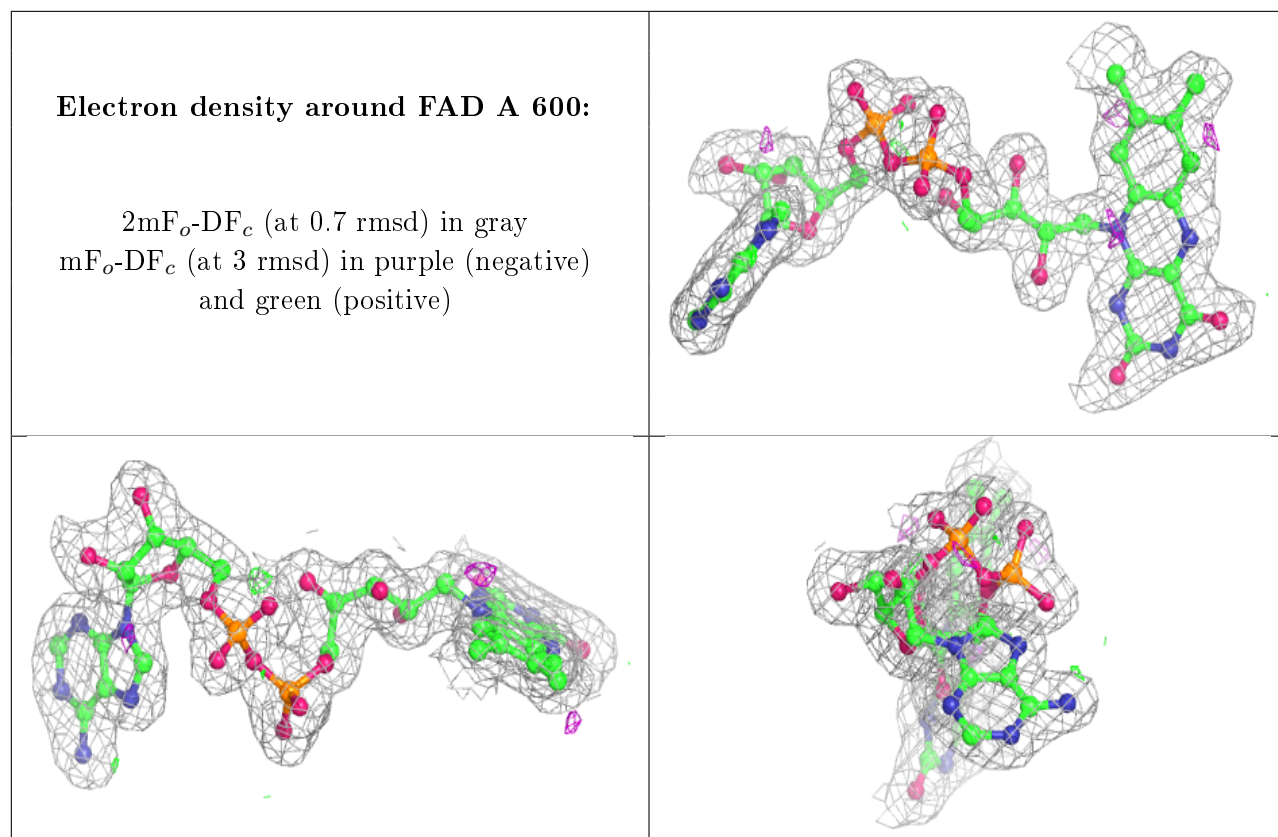 Electron density around FAD A 600:
2mFo-DFc (at 0.7 rmsd) in gray
mFo-DFc (at 3 rmsd) in purple (negative)
and green (positive)